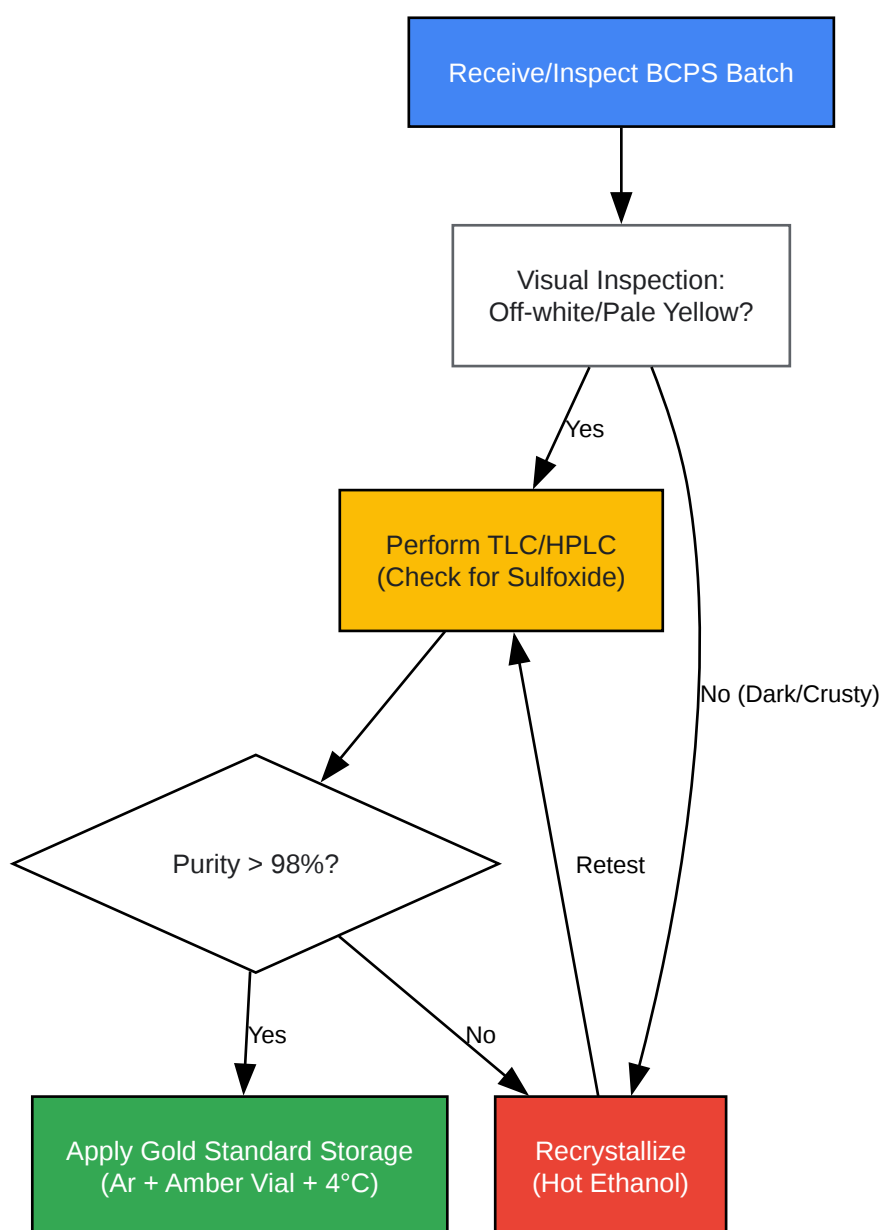 Receive/Inspect BCPS Batch
Visual Inspection:
Off-white/Pale Yellow?
Yes
Perform TLC/HPLC
(Check for Sulfoxide)
No (Dark/Crusty)
Purity > 98%?
Retest
Yes
No
Apply Gold Standard Storage
(Ar + Amber Vial + 4°C)
Recrystallize
(Hot Ethanol)